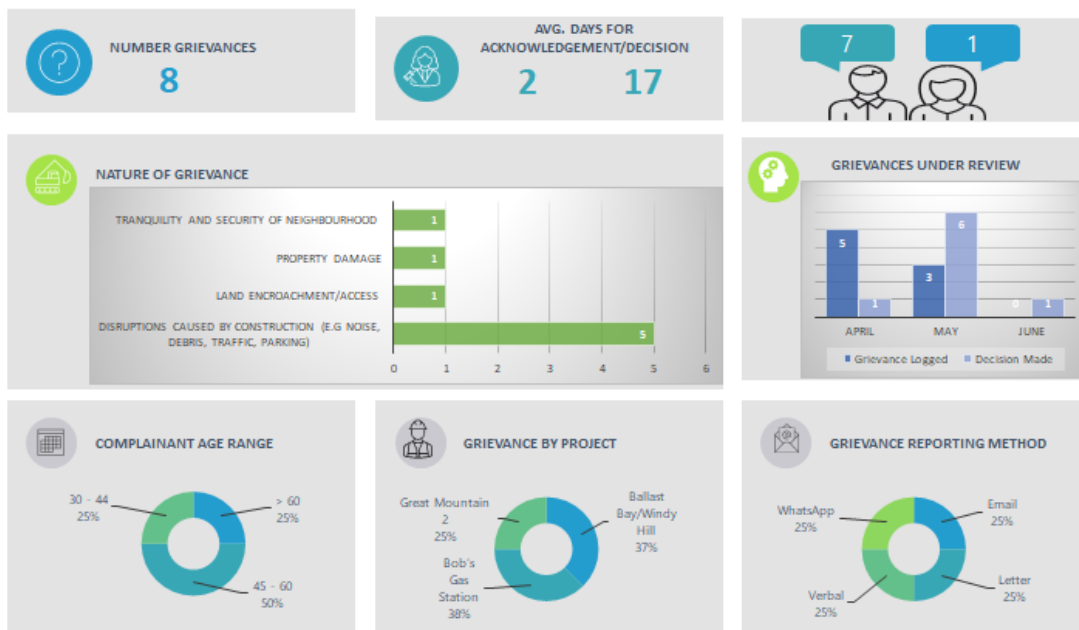 NUMBER GRIEVANCES
8
AVG. DAYS FOR
ACKNOWLEDGEMENT/DECISION
2 17
7 1
NATURE OF GRIEVANCE
TRANQUILITY AND SECURITY OF NEIGHBOURHOOD
1
PROPERTY DAMAGE
1
LAND ENCROACHMENT/ACCESS
1
DISRUPTIONS CAUSED BY CONSTRUCTION (E.G NOISE,
DEBRIS, TRAFFIC, PARKING)
5
0 1 2 3 4 5 6
GRIEVANCES UNDER REVIEW
5 1 3 6 0 1
APRIL MAY JUNE
Grievance Logged Decision Made
COMPLAINANT AGE RANGE
30 - 44
25%
> 60
25%
45 - 60
50%
GRIEVANCE BY PROJECT
Great Mountain
2
25%
Ballast
Bay/Windy
Hill
37%
Bob's
Gas
Station
38%
GRIEVANCE REPORTING METHOD
WhatsApp
25%
Email
25%
Verbal
25%
Letter
25%